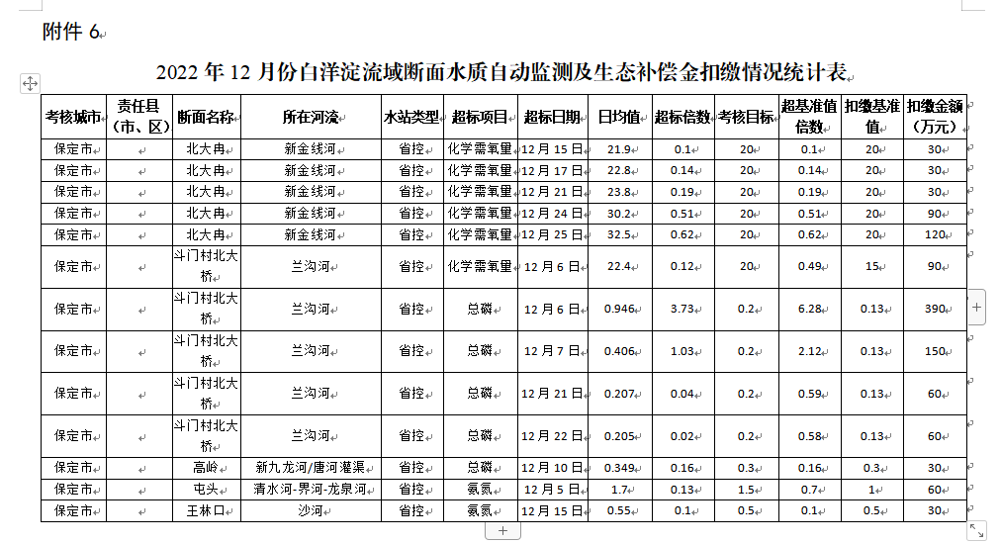 附件 6
2022 年 12 月份白洋淀流域断面水质自动监测及生态补偿金扣缴情况统计表
考核城市 责任县（市、区） 断面名称 所在河流 水站类型 超标项目 超标日期 日均值 超标倍数 考核目标 超基准值倍数 扣缴基准值 扣缴金额（万元）
保定市 北大冉 新金线河 省控 化学需氧量 12 月 15 日 21.9 0.1 20 0.1 20 30
保定市 北大冉 新金线河 省控 化学需氧量 12 月 17 日 22.8 0.14 20 0.14 20 30
保定市 北大冉 新金线河 省控 化学需氧量 12 月 21 日 23.8 0.19 20 0.19 20 30
保定市 北大冉 新金线河 省控 化学需氧量 12 月 24 日 30.2 0.51 20 0.51 20 90
保定市 北大冉 新金线河 省控 化学需氧量 12 月 25 日 32.5 0.62 20 0.62 20 120
保定市 斗门村北大桥 兰沟河 省控 化学需氧量 12 月 6 日 22.4 0.12 20 0.49 15 90
保定市 斗门村北大桥 兰沟河 省控 总磷 12 月 6 日 0.946 3.73 0.2 6.28 0.13 390
保定市 斗门村北大桥 兰沟河 省控 总磷 12 月 7 日 0.406 1.03 0.2 2.12 0.13 150
保定市 斗门村北大桥 兰沟河 省控 总磷 12 月 21 日 0.207 0.04 0.2 0.59 0.13 60
保定市 斗门村北大桥 兰沟河 省控 总磷 12 月 22 日 0.205 0.02 0.2 0.58 0.13 60
保定市 高岭 新九龙河/唐河灌渠 省控 总磷 12 月 10 日 0.349 0.16 0.3 0.16 0.3 30
保定市 屯头 清水河-界河-龙泉河 省控 氨氮 12 月 5 日 1.7 0.13 1.5 0.7 1 60
保定市 王林口 沙河 省控 氨氮 12 月 15 日 0.55 0.1 0.5 0.1 0.5 30